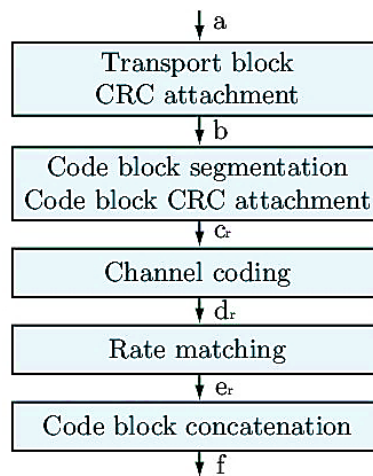 a
Transport block
CRC attachment
b
Code block segmentation
Code block CRC attachment
cᵣ
Channel coding
dᵣ
Rate matching
eᵣ
Code block concatenation
f